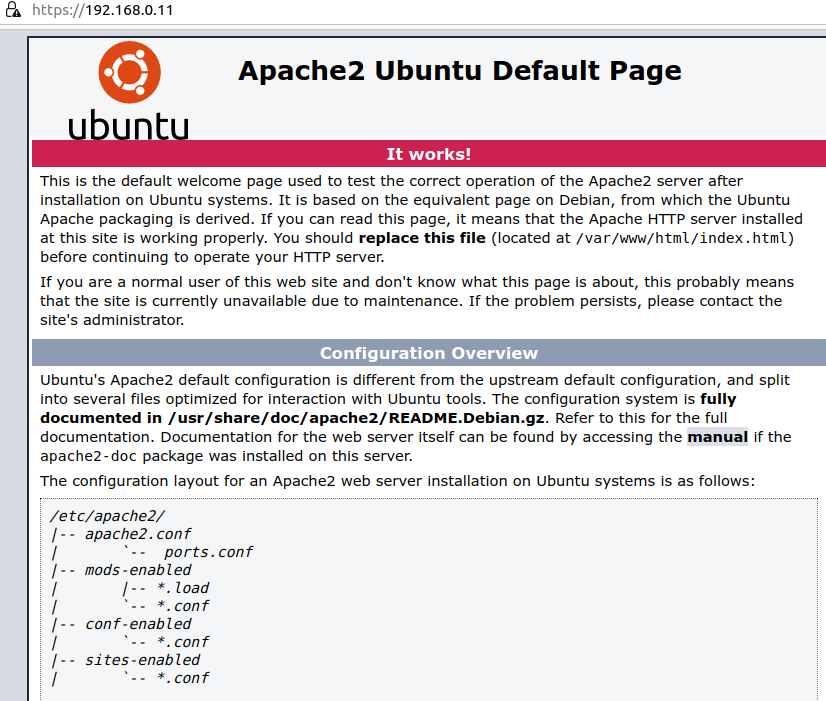 https://192.168.0.11
Apache2 Ubuntu Default Page
ubuntu
It works!
This is the default welcome page used to test the correct operation of the Apache2 server after
installation on Ubuntu systems. It is based on the equivalent page on Debian, from which the Ubuntu
Apache packaging is derived. If you can read this page, it means that the Apache HTTP server installed
at this site is working properly. You should replace this file (located at /var/www/html/index.html)
before continuing to operate your HTTP server.
If you are a normal user of this web site and don't know what this page is about, this probably means
that the site is currently unavailable due to maintenance. If the problem persists, please contact the
site's administrator.
Configuration Overview
Ubuntu's Apache2 default configuration is different from the upstream default configuration, and split
into several files optimized for interaction with Ubuntu tools. The configuration system is fully
documented in /usr/share/doc/apache2/README.Debian.gz. Refer to this for the full
documentation. Documentation for the web server itself can be found by accessing the manual if the
apache2-doc package was installed on this server.
The configuration layout for an Apache2 web server installation on Ubuntu systems is as follows:
/etc/apache2/
|-- apache2.conf
|       `--  ports.conf
|-- mods-enabled
|       |-- *.load
|       `-- *.conf
|-- conf-enabled
|       `-- *.conf
|-- sites-enabled
|       `-- *.conf